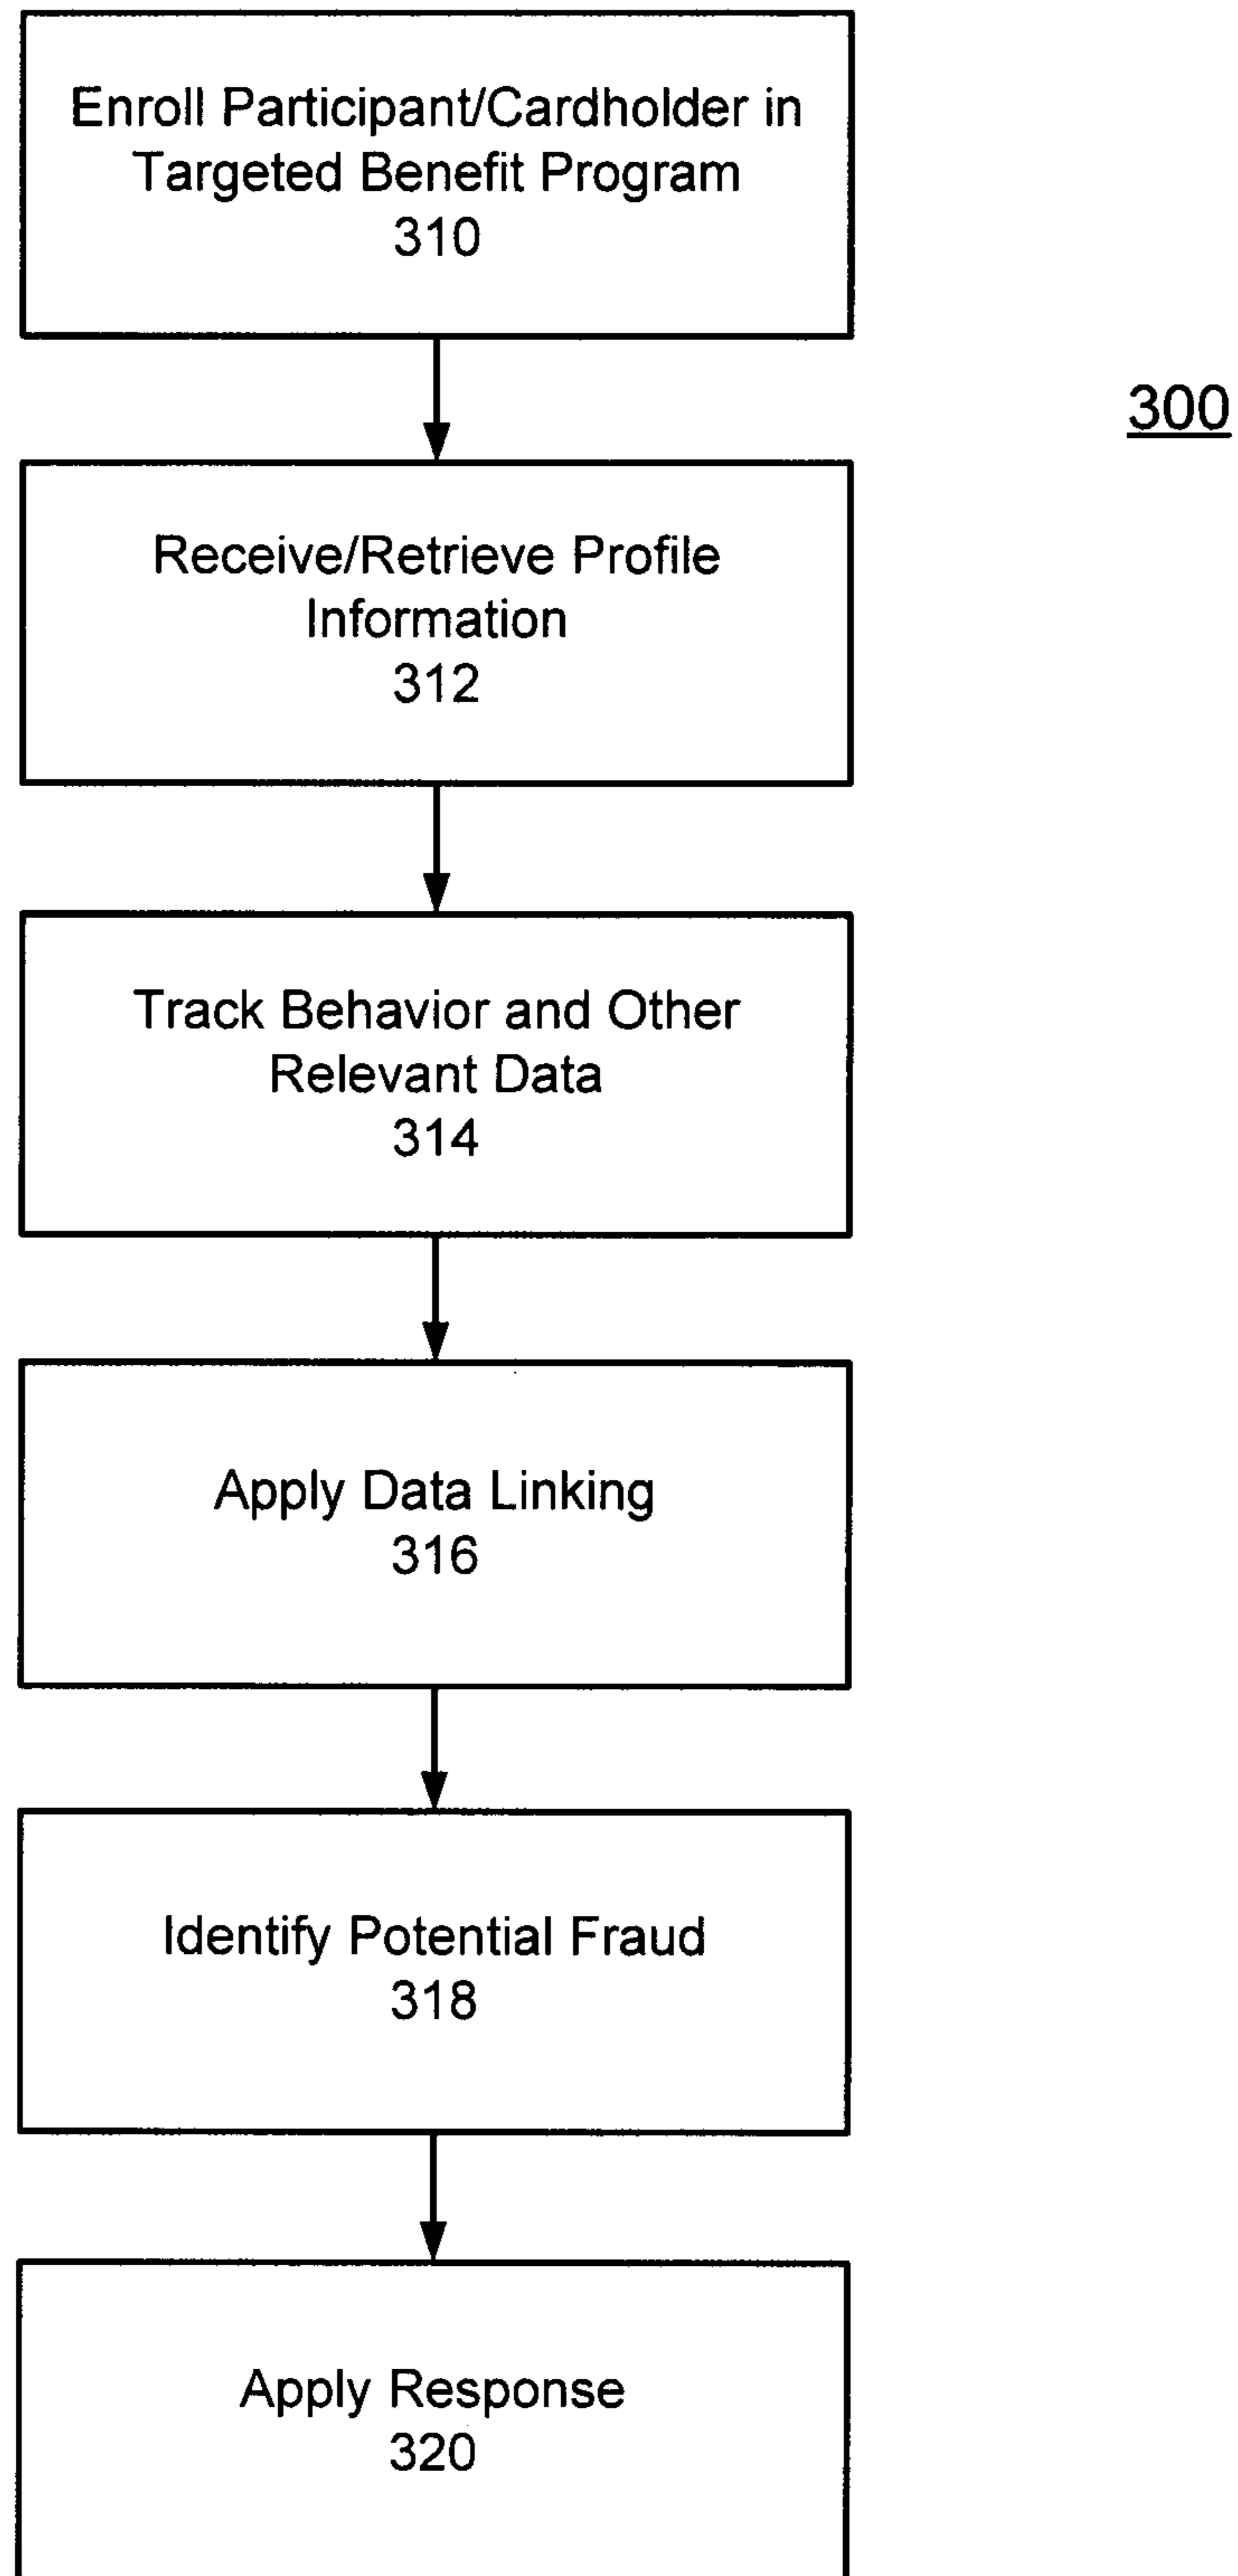 Enroll Participant/Cardholder in
Targeted Benefit Program
310
300
Receive/Retrieve Profile
Information
312
Track Behavior and Other
Relevant Data
314
Apply Data Linking
316
Identify Potential Fraud
318
Apply Response
320